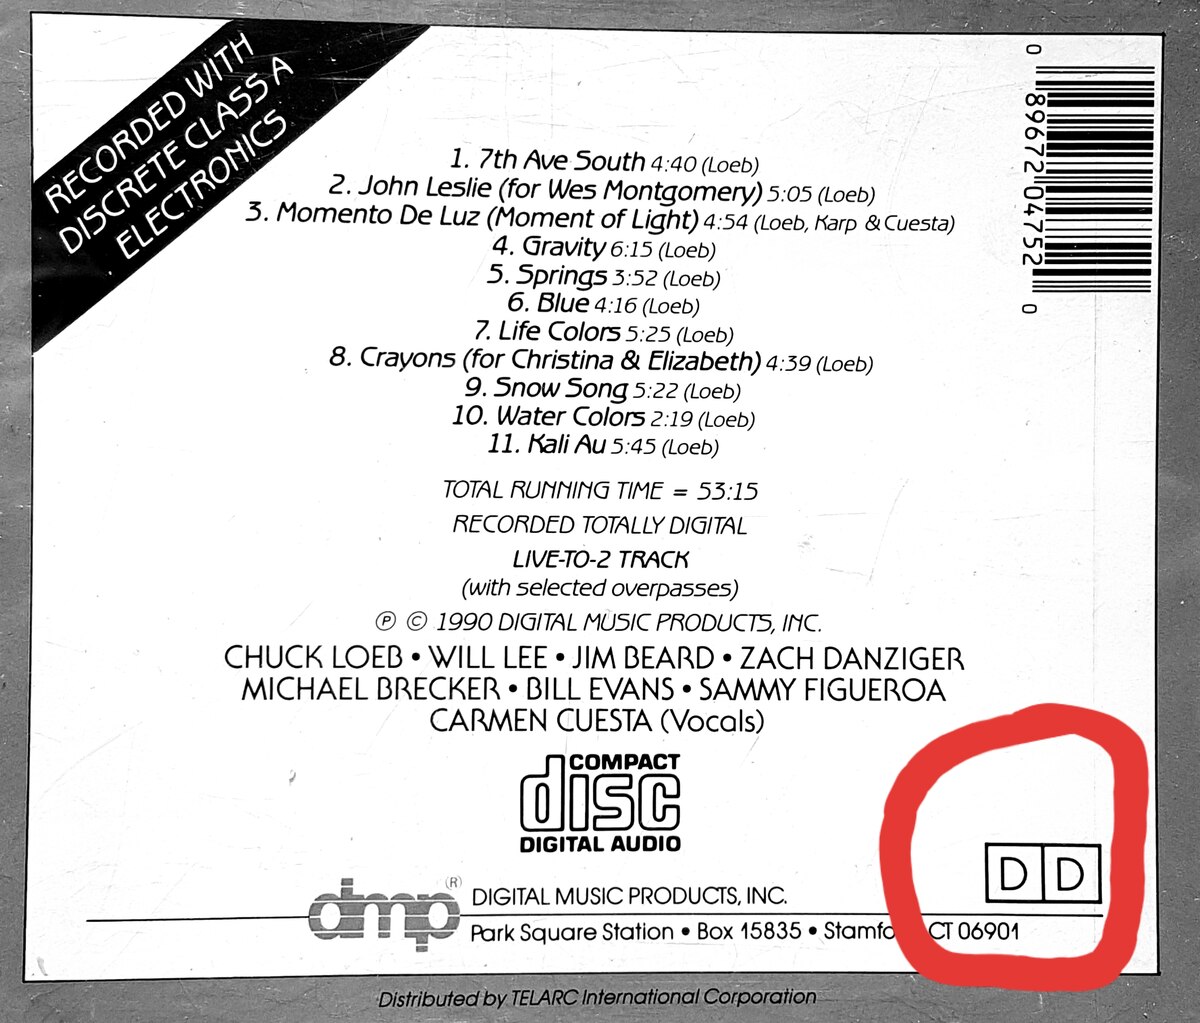 RECORDED WITH
DISCRETE CLASS A
ELECTRONICS
0 89672 04752 0
1. 7th Ave South 4:40 (Loeb)
2. John Leslie (for Wes Montgomery) 5:05 (Loeb)
3. Momento De Luz (Moment of Light) 4:54 (Loeb, Karp & Cuesta)
4. Gravity 6:15 (Loeb)
5. Springs 3:52 (Loeb)
6. Blue 4:16 (Loeb)
7. Life Colors 5:25 (Loeb)
8. Crayons (for Christina & Elizabeth) 4:39 (Loeb)
9. Snow Song 5:22 (Loeb)
10. Water Colors 2:19 (Loeb)
11. Kali Au 5:45 (Loeb)
TOTAL RUNNING TIME = 53:15
RECORDED TOTALLY DIGITAL
LIVE-TO-2 TRACK
(with selected overpasses)
℗ © 1990 DIGITAL MUSIC PRODUCTS, INC.
CHUCK LOEB • WILL LEE • JIM BEARD • ZACH DANZIGER
MICHAEL BRECKER • BILL EVANS • SAMMY FIGUEROA
CARMEN CUESTA (Vocals)
COMPACT
disc
DIGITAL AUDIO
D D
dmp (R) DIGITAL MUSIC PRODUCTS, INC.
Park Square Station • Box 15835 • Stamfo CT 06901
Distributed by TELARC International Corporation